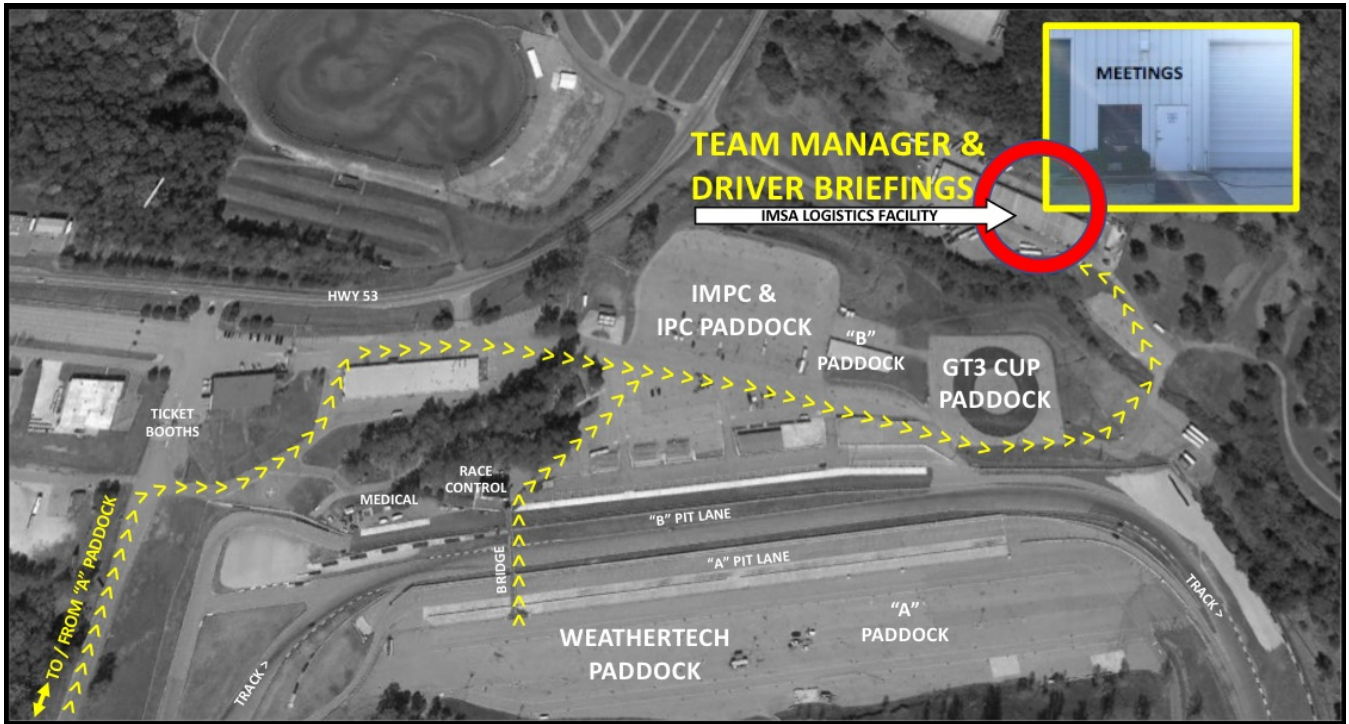 MEETINGS
TEAM MANAGER &
DRIVER BRIEFINGS
IMSA LOGISTICS FACILITY
HWY 53
IMPC &
IPC PADDOCK
“B”
PADDOCK
GT3 CUP
PADDOCK
TICKET
BOOTHS
RACE
CONTROL
MEDICAL
“B” PIT LANE
“A” PIT LANE
BRIDGE
TO / FROM “A” PADDOCK
WEATHERTECH
PADDOCK
“A”
PADDOCK
TRACK >
TRACK >